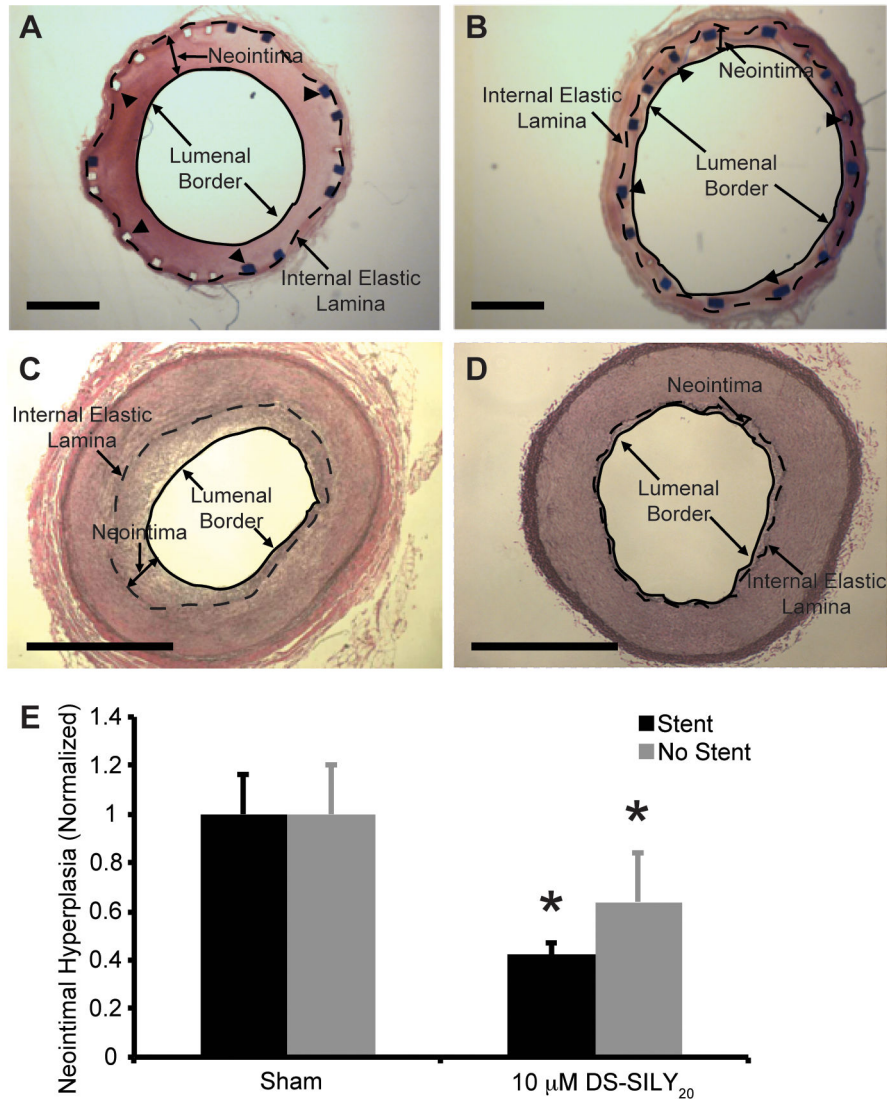 A
Neointima
Lumenal
Border
Internal Elastic
Lamina
B
Neointima
Internal Elastic
Lamina
Lumenal
Border
C
Internal Elastic
Lamina
Lumenal
Border
Neointima
D
Neointima
Lumenal
Border
Internal Elastic
Lamina
E
Neointimal Hyperplasia (Normalized)
1.4
1.2
1
0.8
0.6
0.4
0.2
0
Stent
No Stent
*
*
Sham
10 μM DS-SILY₂₀